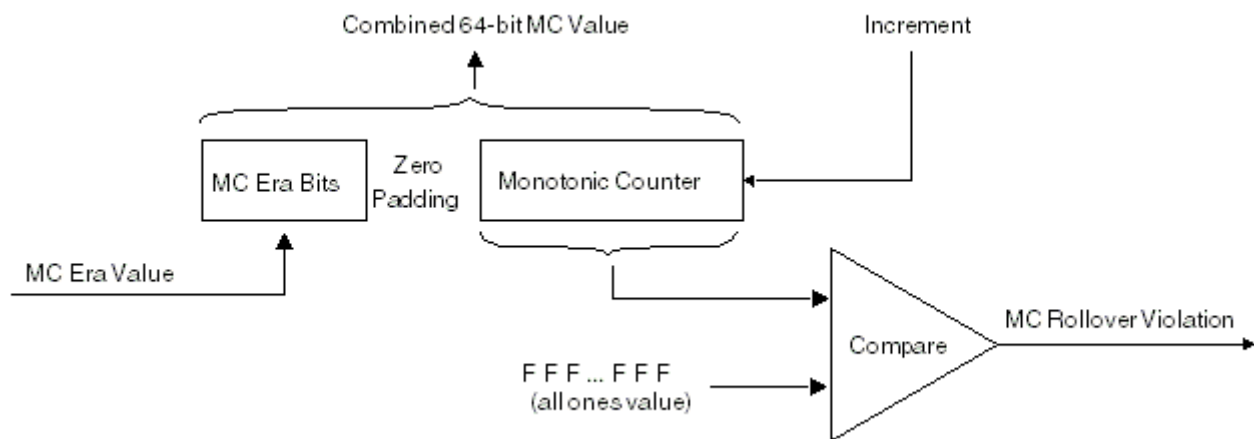 Combined 64-bit MC Value
Increment
MC Era Bits
Zero
Padding
Monotonic Counter
MC Era Value
Compare
MC Rollover Violation
F F F ... F F F
(all ones value)